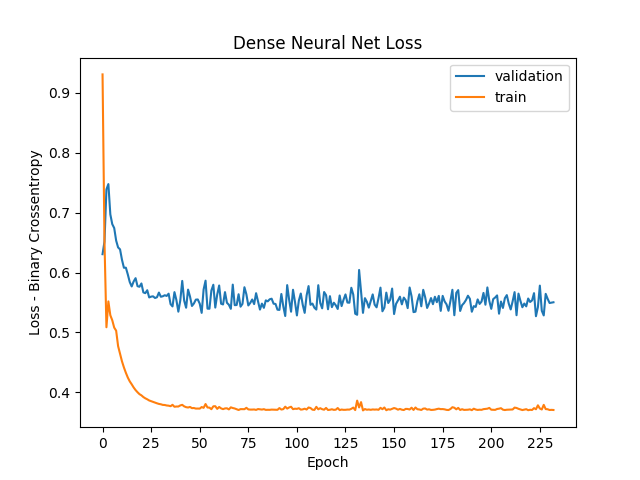 Dense Neural Net Loss
validation
train
Loss - Binary Crossentropy
0.9
0.8
0.7
0.6
0.5
0.4
0 25 50 75 100 125 150 175 200 225
Epoch